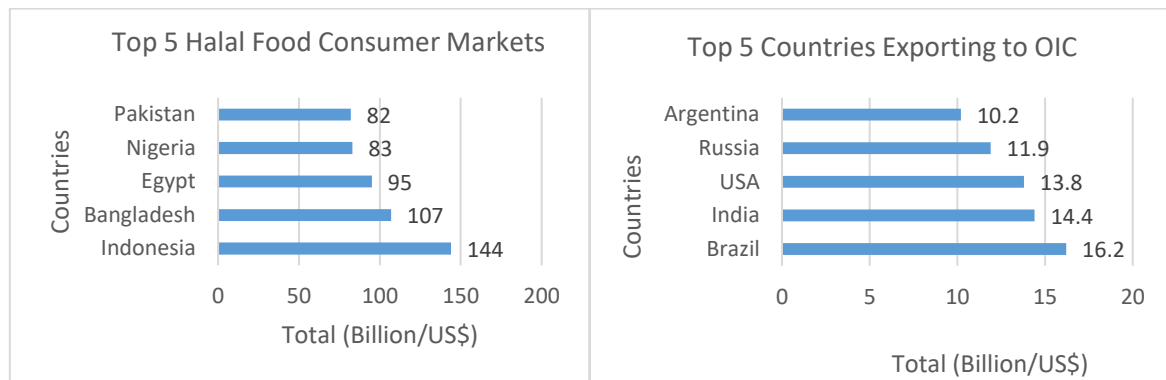 Top 5 Halal Food Consumer Markets
Countries
Pakistan 82
Nigeria 83
Egypt 95
Bangladesh 107
Indonesia 144
0 50 100 150 200
Total (Billion/US$)
Top 5 Countries Exporting to OIC
Countries
Argentina 10.2
Russia 11.9
USA 13.8
India 14.4
Brazil 16.2
0 5 10 15 20
Total (Billion/US$)